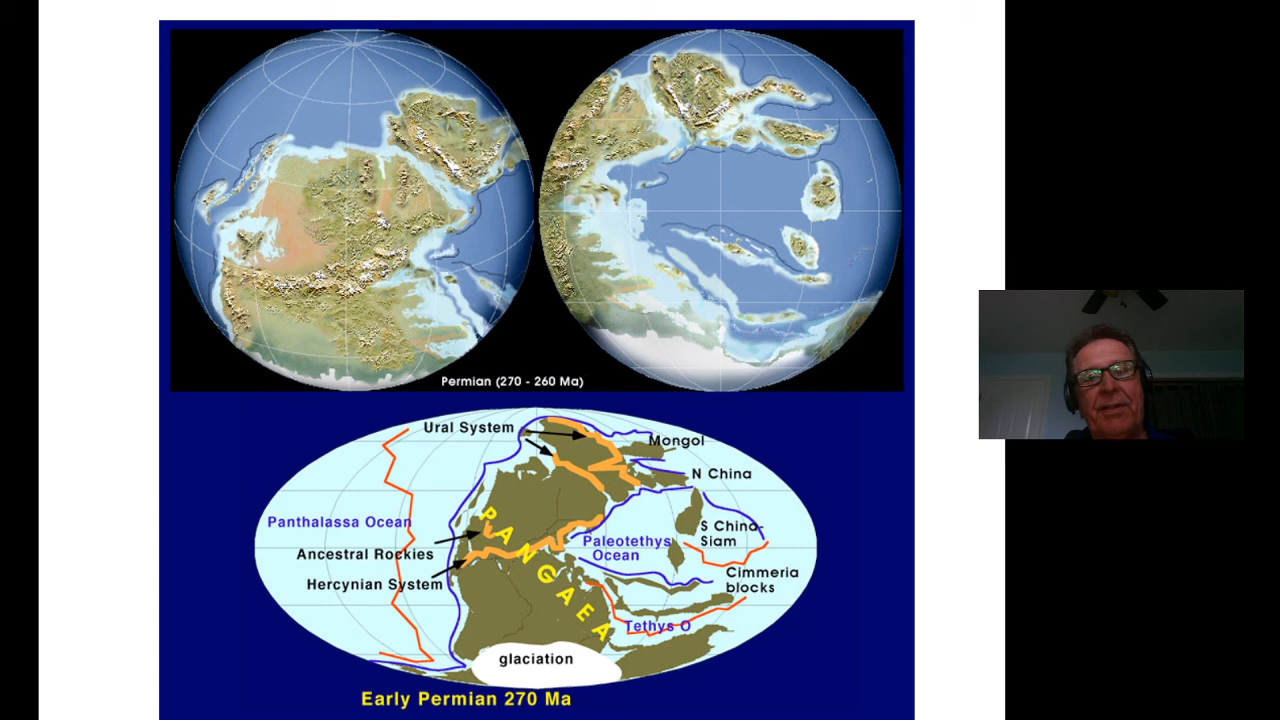 Permian (270 - 260 Ma)
Ural System
Mongol
N China
Panthalassa Ocean
S China-
Siam
Paleotethys
Ocean
Ancestral Rockies
Hercynian System
PANGAEA
Cimmeria
blocks
Tethys O
glaciation
Early Permian 270 Ma